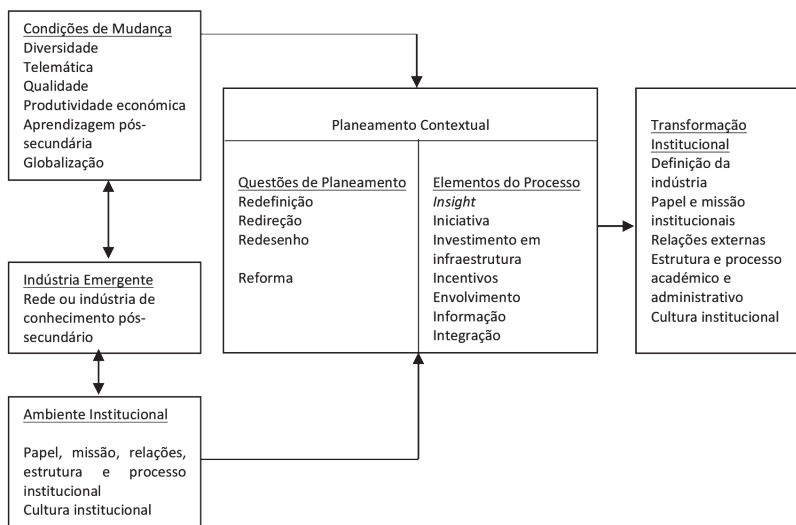 Condições de Mudança
Diversidade
Telemática
Qualidade
Produtividade económica
Aprendizagem pós-
secundária
Globalização
Indústria Emergente
Rede ou indústria de
conhecimento pós-
secundário
Ambiente Institucional
Papel, missão, relações,
estrutura e processo
institucional
Cultura institucional
Planeamento Contextual
Questões de Planeamento
Redefinição
Redireção
Redesenho
Reforma
Elementos do Processo
Insight
Iniciativa
Investimento em
infraestrutura
Incentivos
Envolvimento
Informação
Integração
Transformação
Institucional
Definição da
indústria
Papel e missão
institucionais
Relações externas
Estrutura e processo
académico e
administrativo
Cultura institucional